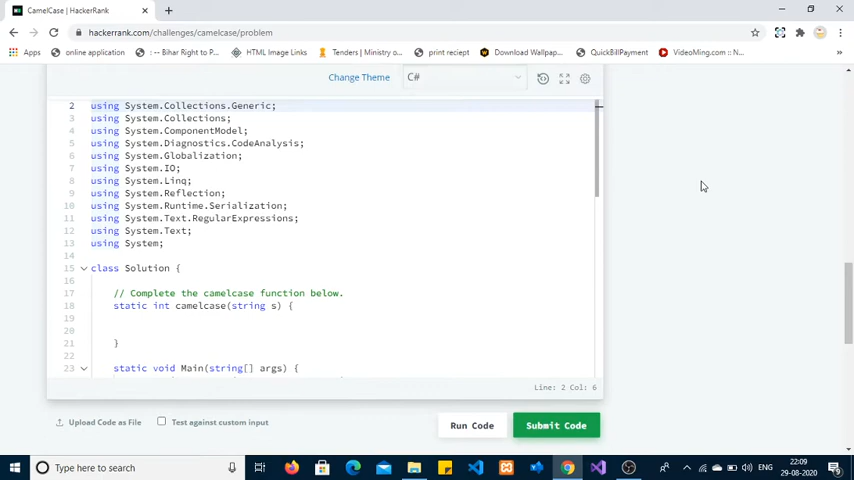 CamelCase | HackerRank
hackerrank.com/challenges/camelcase/problem
Apps online application : : -- Bihar Right to P... HTML Image Links Tenders | Ministry o... print reciept Download Wallpap... QuickBillPayment VideoMing.com :: N...
Change Theme C#
2 using System.Collections.Generic;
3 using System.Collections;
4 using System.ComponentModel;
5 using System.Diagnostics.CodeAnalysis;
6 using System.Globalization;
7 using System.IO;
8 using System.Linq;
9 using System.Reflection;
10 using System.Runtime.Serialization;
11 using System.Text.RegularExpressions;
12 using System.Text;
13 using System;
14
15 class Solution {
16
17 // Complete the camelcase function below.
18 static int camelcase(string s) {
19
20
21 }
22
23 static void Main(string[] args) {
Line: 2 Col: 6
Upload Code as File Test against custom input Run Code Submit Code
Type here to search ENG 22:09
29-08-2020